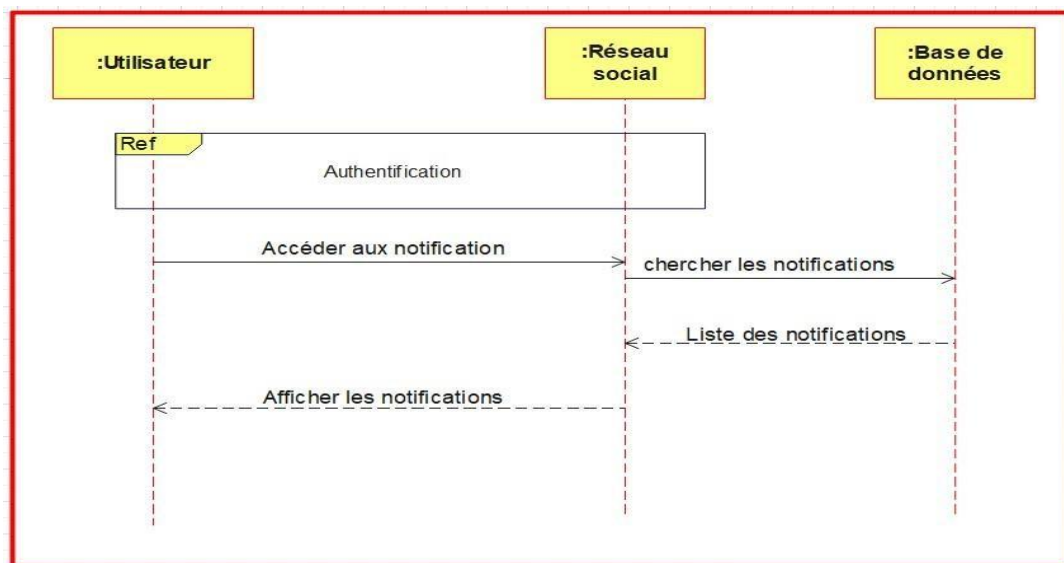 :Utilisateur
:Réseau
social
:Base de
données
Ref
Authentification
Accéder aux notification
chercher les notifications
Liste des notifications
Afficher les notifications